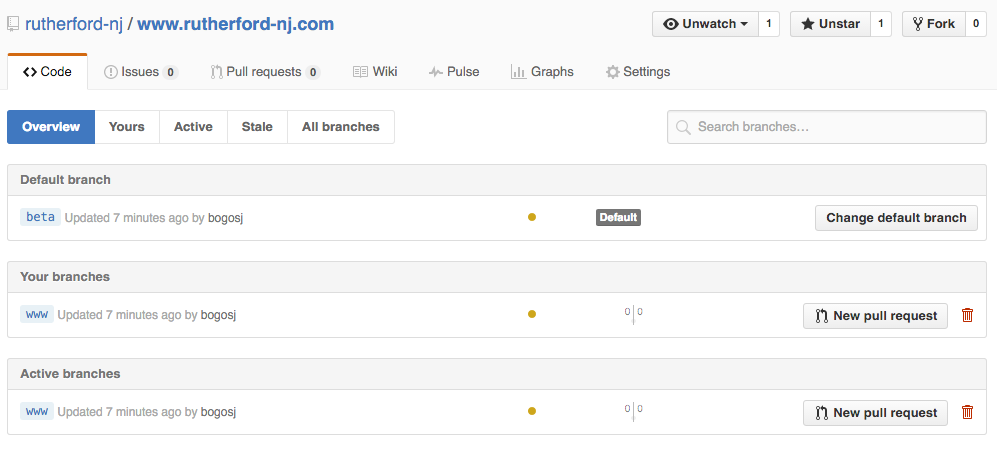 rutherford-nj / www.rutherford-nj.com Unwatch 1 Unstar 1 Fork 0
Code Issues 0 Pull requests 0 Wiki Pulse Graphs Settings
Overview Yours Active Stale All branches Search branches...
Default branch
beta Updated 7 minutes ago by bogosj Default Change default branch
Your branches
www Updated 7 minutes ago by bogosj 0 0 New pull request
Active branches
www Updated 7 minutes ago by bogosj 0 0 New pull request